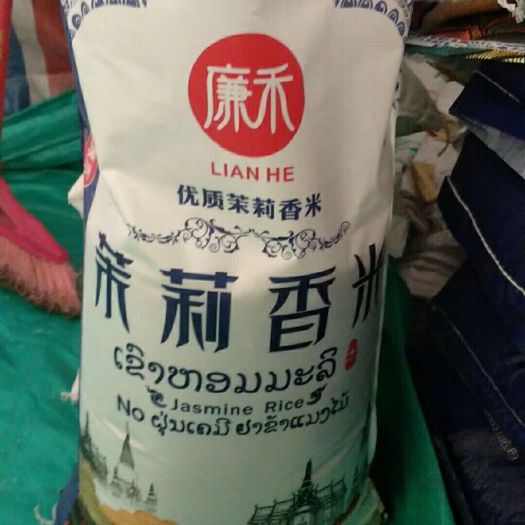 廉禾
LIAN HE
优质茉莉香米
茉莉香米
ເຂົ້າຫອມມະລິ
Jasmine Rice
No ຝຸ່ນເຄມີ ຢາຂ້າແມງໄມ້